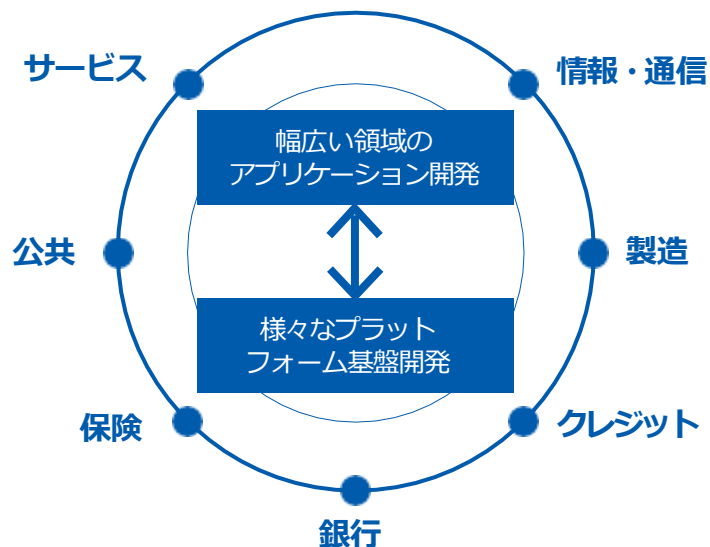 サービス
情報・通信
幅広い領域の
アプリケーション開発
公共
製造
様々なプラット
フォーム基盤開発
保険
クレジット
銀行